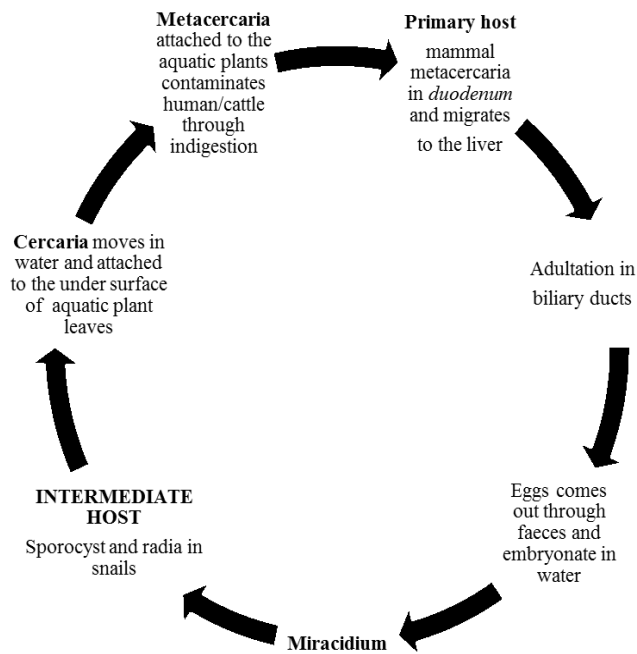 Metacercaria
attached to the
aquatic plants
contaminates
human/cattle
through
indigestion
Primary host
mammal
metacercaria
in duodenum
and migrates
to the liver
Adultation in
biliary ducts
Eggs comes
out through
faeces and
embryonate in
water
Miracidium
INTERMEDIATE
HOST
Sporocyst and radia in
snails
Cercaria moves in
water and attached
to the under surface
of aquatic plant
leaves